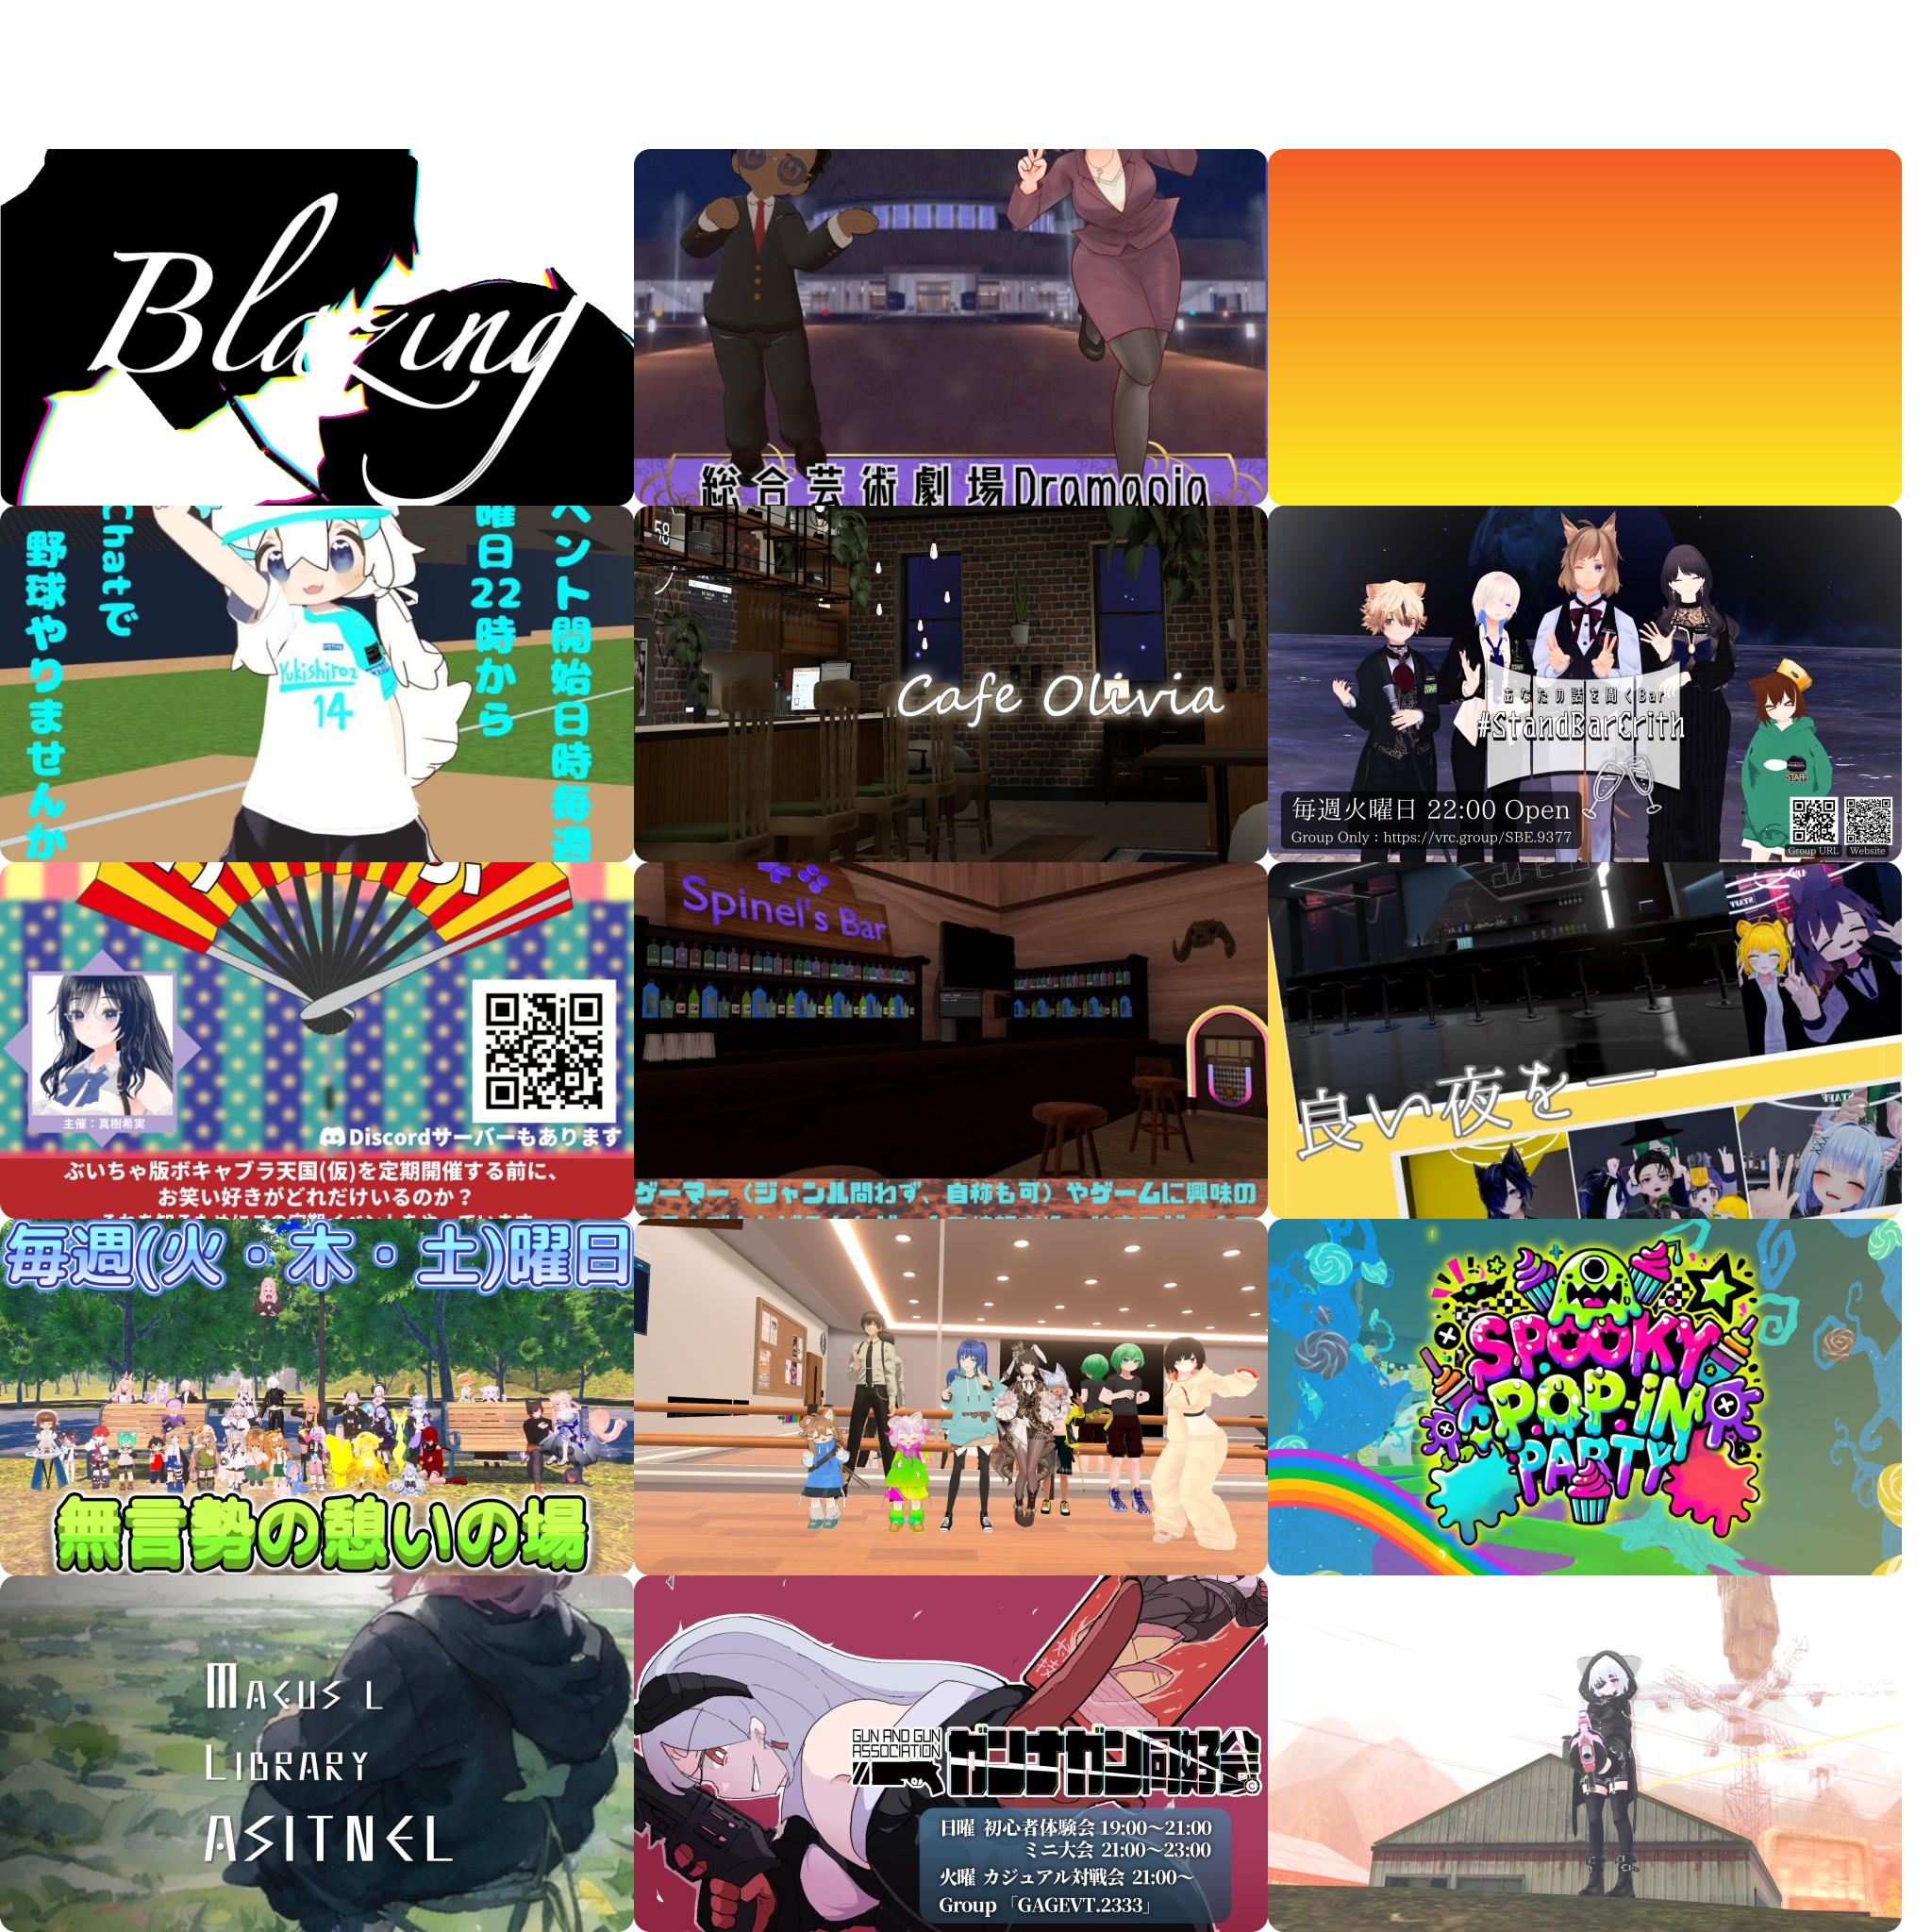 Blazing
総合芸術劇場Dramapia
ベント開始日時毎週
曜日22時から
Chatで
野球やりませんか
Yukishiro2
14
58
Cafe Olivia
あなたの話を聞くBar
#StandBarErith
STAFF
毎週火曜日 22:00 Open
Group Only : https://vrc.group/SBE.9377
Group URL
Website
主催：真樹希実
Discordサーバーもあります
ぶいちゃ版ボキャブラ天国(仮)を定期開催する前に、
お笑い好きがどれだけいるのか？
Spinel's Bar
ゲーマー（ジャンル問わず、自称も可）やゲームに興味の
良い夜を一
毎週(火・木・土)曜日
無言勢の憩いの場
SPOOKY
POP-iN
PARTY
MACUS L
LIBRARY
ASITNEL
GUN AND GUN
ASSOCIATION
ガンナガン同好会
日曜 初心者体験会 19:00～21:00
ミニ大会 21:00～23:00
火曜 カジュアル対戦会 21:00～
Group「GAGEVT.2333」